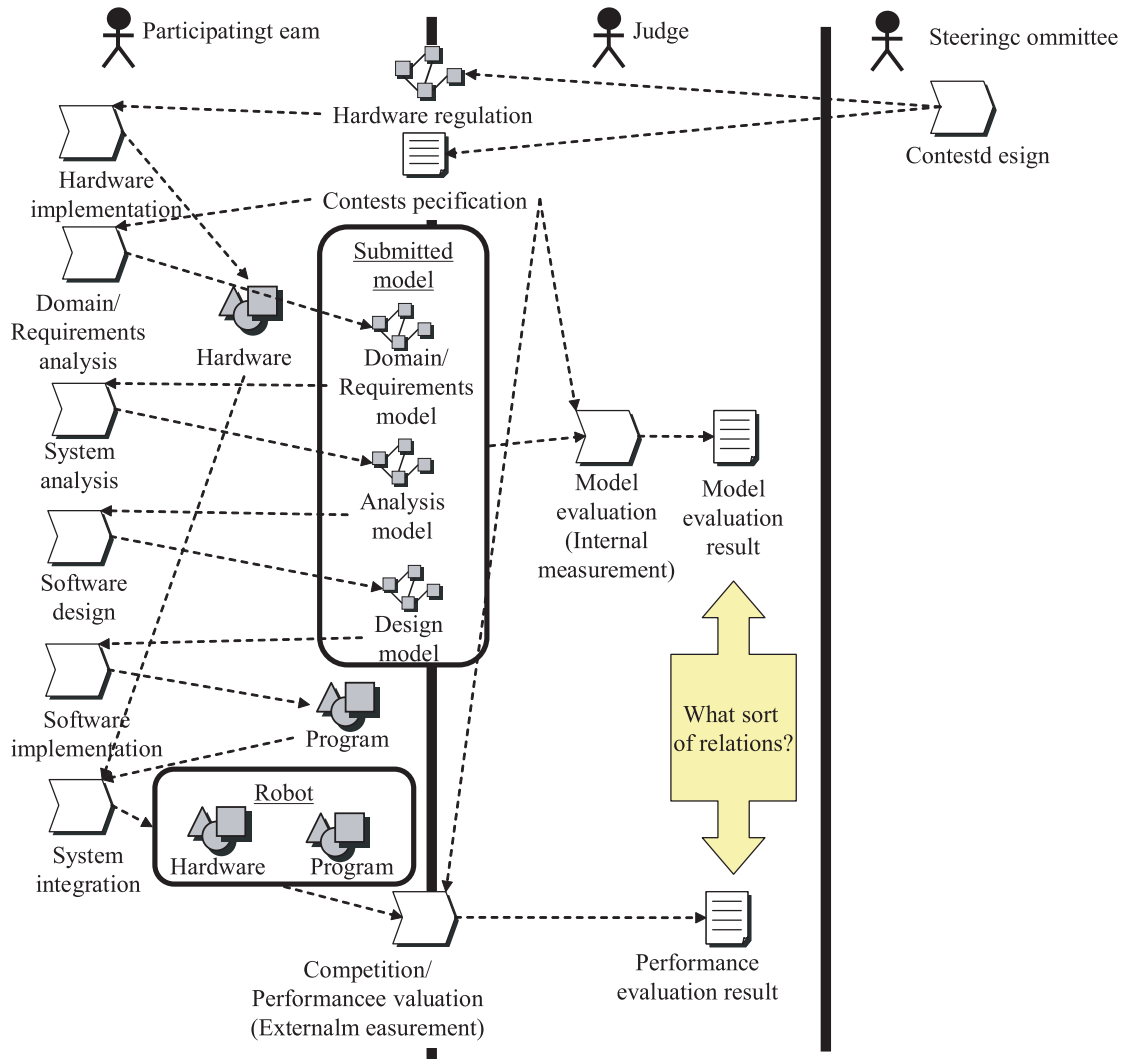 Participatingt eam
Judge
Steeringc ommittee
Hardware regulation
Contestd esign
Hardware
implementation
Contests pecification
Submitted
model
Domain/
Requirements
analysis
Hardware
Domain/
Requirements
model
System
analysis
Analysis
model
Model
evaluation
(Internal
measurement)
Model
evaluation
result
Software
design
Design
model
Software
implementation
Program
What sort
of relations?
Robot
Hardware
Program
System
integration
Competition/
Performancee valuation
(Externalm easurement)
Performance
evaluation result